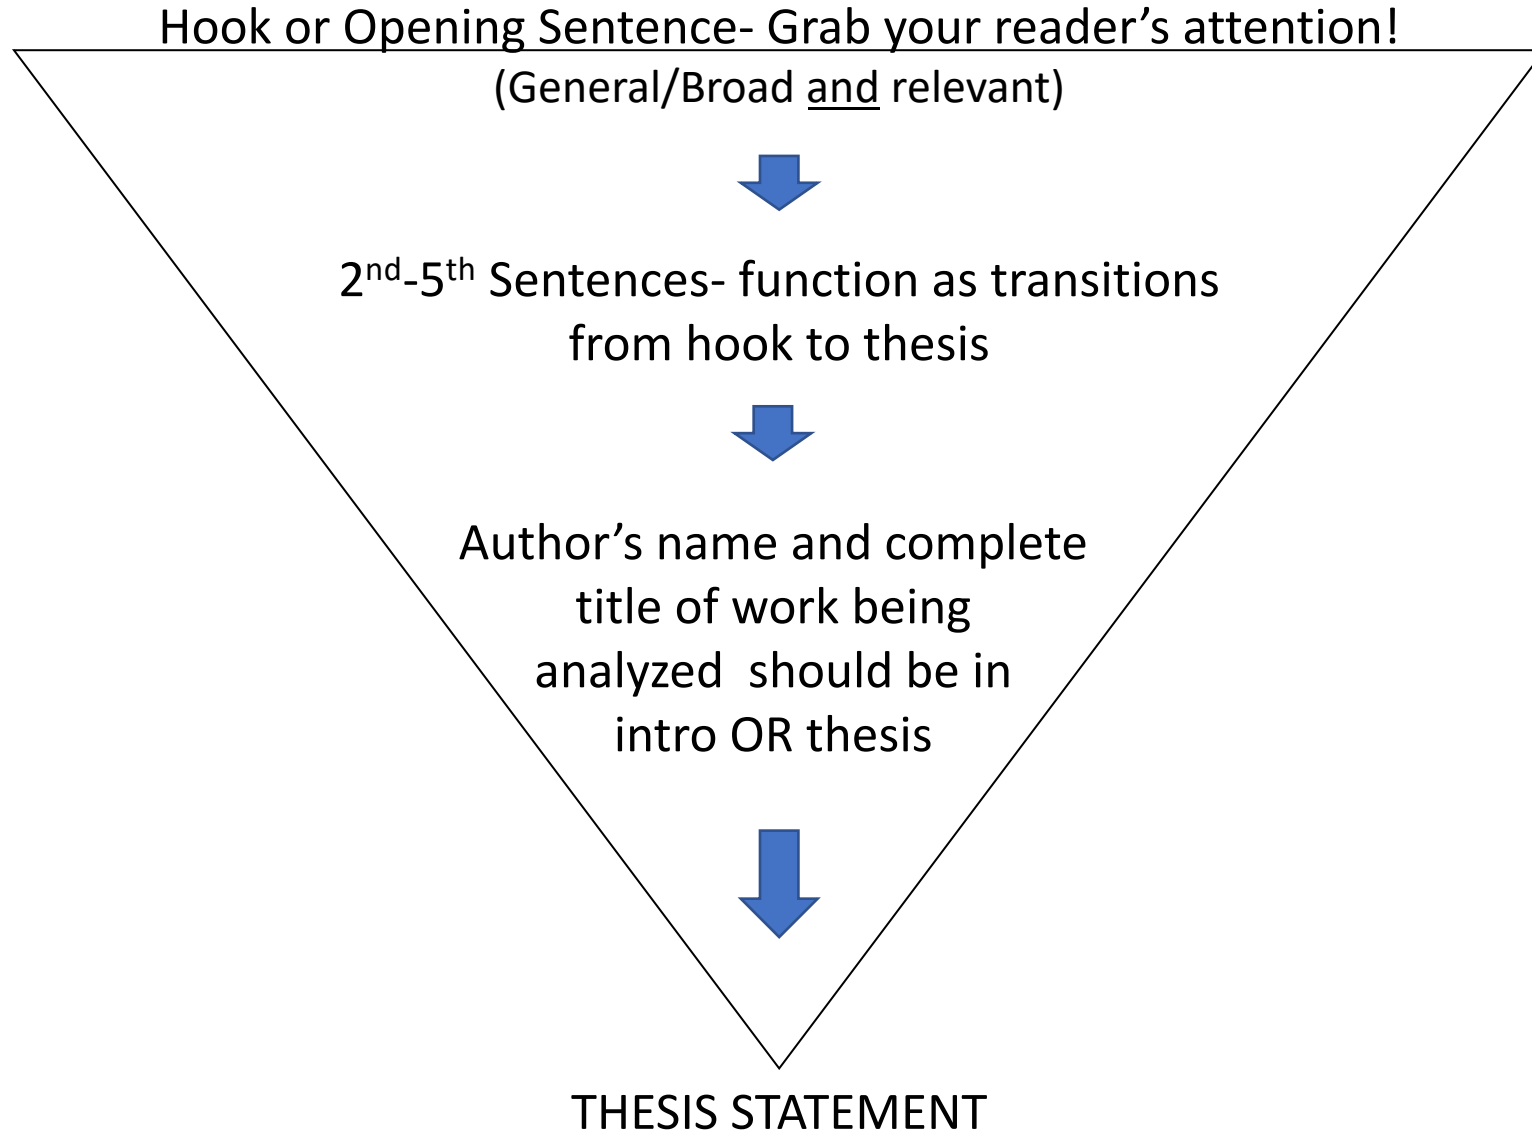 Hook or Opening Sentence- Grab your reader’s attention!
(General/Broad and relevant)
2nd-5th Sentences- function as transitions
from hook to thesis
Author’s name and complete
title of work being
analyzed  should be in
intro OR thesis
THESIS STATEMENT